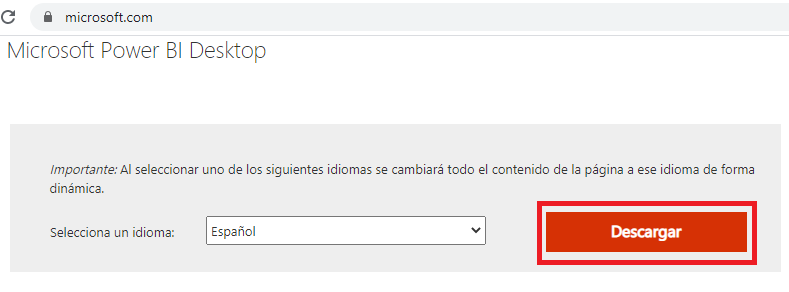 microsoft.com
Microsoft Power BI Desktop
Importante: Al seleccionar uno de los siguientes idiomas se cambiará todo el contenido de la página a ese idioma de forma
dinámica.
Selecciona un idioma: Español Descargar